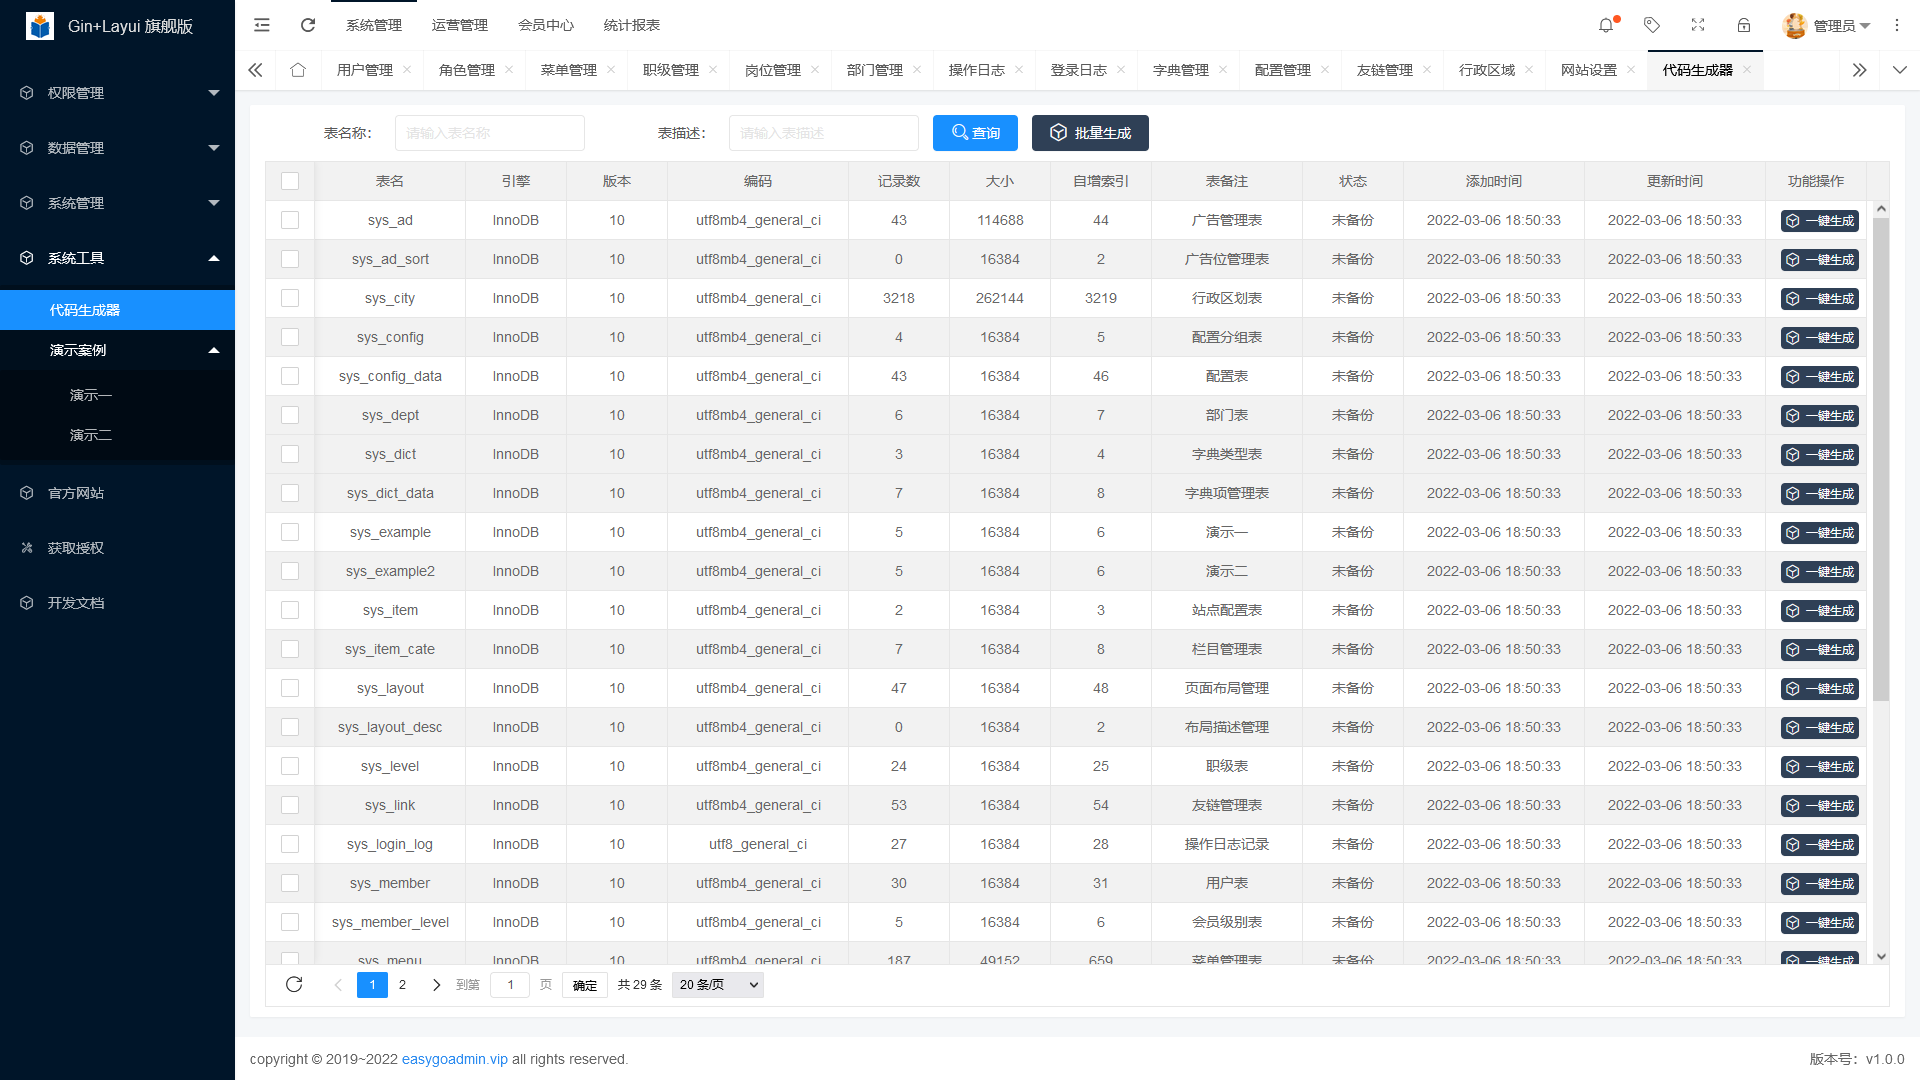 Gin+Layui 旗舰版
系统管理 运营管理 会员中心 统计报表 管理员
用户管理 角色管理 菜单管理 职级管理 岗位管理 部门管理 操作日志 登录日志 字典管理 配置管理 友链管理 行政区域 网站设置 代码生成器
权限管理
数据管理
系统管理
系统工具
代码生成器
演示案例
演示一
演示二
官方网站
获取授权
开发文档
表名称： 请输入表名称 表描述： 请输入表描述 查询 批量生成
表名 引擎 版本 编码 记录数 大小 自增索引 表备注 状态 添加时间 更新时间 功能操作
sys_ad InnoDB 10 utf8mb4_general_ci 43 114688 44 广告管理表 未备份 2022-03-06 18:50:33 2022-03-06 18:50:33 一键生成
sys_ad_sort InnoDB 10 utf8mb4_general_ci 0 16384 2 广告位管理表 未备份 2022-03-06 18:50:33 2022-03-06 18:50:33 一键生成
sys_city InnoDB 10 utf8mb4_general_ci 3218 262144 3219 行政区划表 未备份 2022-03-06 18:50:33 2022-03-06 18:50:33 一键生成
sys_config InnoDB 10 utf8mb4_general_ci 4 16384 5 配置分组表 未备份 2022-03-06 18:50:33 2022-03-06 18:50:33 一键生成
sys_config_data InnoDB 10 utf8mb4_general_ci 43 16384 46 配置表 未备份 2022-03-06 18:50:33 2022-03-06 18:50:33 一键生成
sys_dept InnoDB 10 utf8mb4_general_ci 6 16384 7 部门表 未备份 2022-03-06 18:50:33 2022-03-06 18:50:33 一键生成
sys_dict InnoDB 10 utf8mb4_general_ci 3 16384 4 字典类型表 未备份 2022-03-06 18:50:33 2022-03-06 18:50:33 一键生成
sys_dict_data InnoDB 10 utf8mb4_general_ci 7 16384 8 字典项管理表 未备份 2022-03-06 18:50:33 2022-03-06 18:50:33 一键生成
sys_example InnoDB 10 utf8mb4_general_ci 5 16384 6 演示一 未备份 2022-03-06 18:50:33 2022-03-06 18:50:33 一键生成
sys_example2 InnoDB 10 utf8mb4_general_ci 5 16384 6 演示二 未备份 2022-03-06 18:50:33 2022-03-06 18:50:33 一键生成
sys_item InnoDB 10 utf8mb4_general_ci 2 16384 3 站点配置表 未备份 2022-03-06 18:50:33 2022-03-06 18:50:33 一键生成
sys_item_cate InnoDB 10 utf8mb4_general_ci 7 16384 8 栏目管理表 未备份 2022-03-06 18:50:33 2022-03-06 18:50:33 一键生成
sys_layout InnoDB 10 utf8mb4_general_ci 47 16384 48 页面布局管理 未备份 2022-03-06 18:50:33 2022-03-06 18:50:33 一键生成
sys_layout_desc InnoDB 10 utf8mb4_general_ci 0 16384 2 布局描述管理 未备份 2022-03-06 18:50:33 2022-03-06 18:50:33 一键生成
sys_level InnoDB 10 utf8mb4_general_ci 24 16384 25 职级表 未备份 2022-03-06 18:50:33 2022-03-06 18:50:33 一键生成
sys_link InnoDB 10 utf8mb4_general_ci 53 16384 54 友链管理表 未备份 2022-03-06 18:50:33 2022-03-06 18:50:33 一键生成
sys_login_log InnoDB 10 utf8_general_ci 27 16384 28 操作日志记录 未备份 2022-03-06 18:50:33 2022-03-06 18:50:33 一键生成
sys_member InnoDB 10 utf8mb4_general_ci 30 16384 31 用户表 未备份 2022-03-06 18:50:33 2022-03-06 18:50:33 一键生成
sys_member_level InnoDB 10 utf8mb4_general_ci 5 16384 6 会员级别表 未备份 2022-03-06 18:50:33 2022-03-06 18:50:33 一键生成
sys_menu InnoDB 10 utf8mb4_general_ci 187 49152 659 菜单管理表 未备份 2022-03-06 18:50:33 2022-03-06 18:50:33 一键生成
1 2 到第 1 页 确定 共 29 条 20 条/页
copyright © 2019~2022 easygoadmin.vip all rights reserved. 版本号：v1.0.0